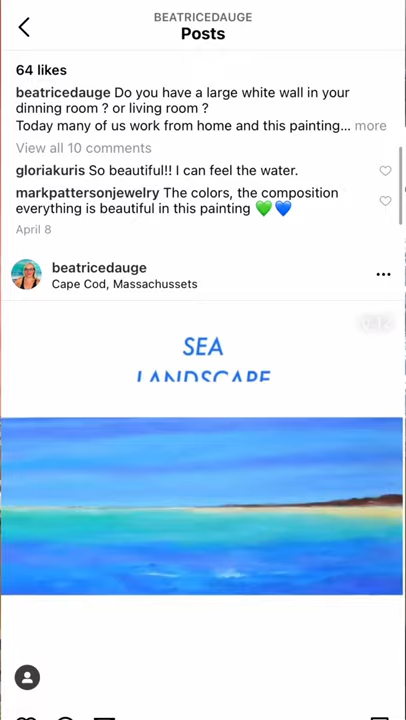 BEATRICEDAUGE
Posts
64 likes
beatricedauge Do you have a large white wall in your
dinning room ? or living room ?
Today many of us work from home and this painting... more
View all 10 comments
gloriakuris So beautiful!! I can feel the water.
markpattersonjewelry The colors, the composition
everything is beautiful in this painting 💚💙
April 8
beatricedauge
Cape Cod, Massachussets
0:12
SEA
LANDSCAPE